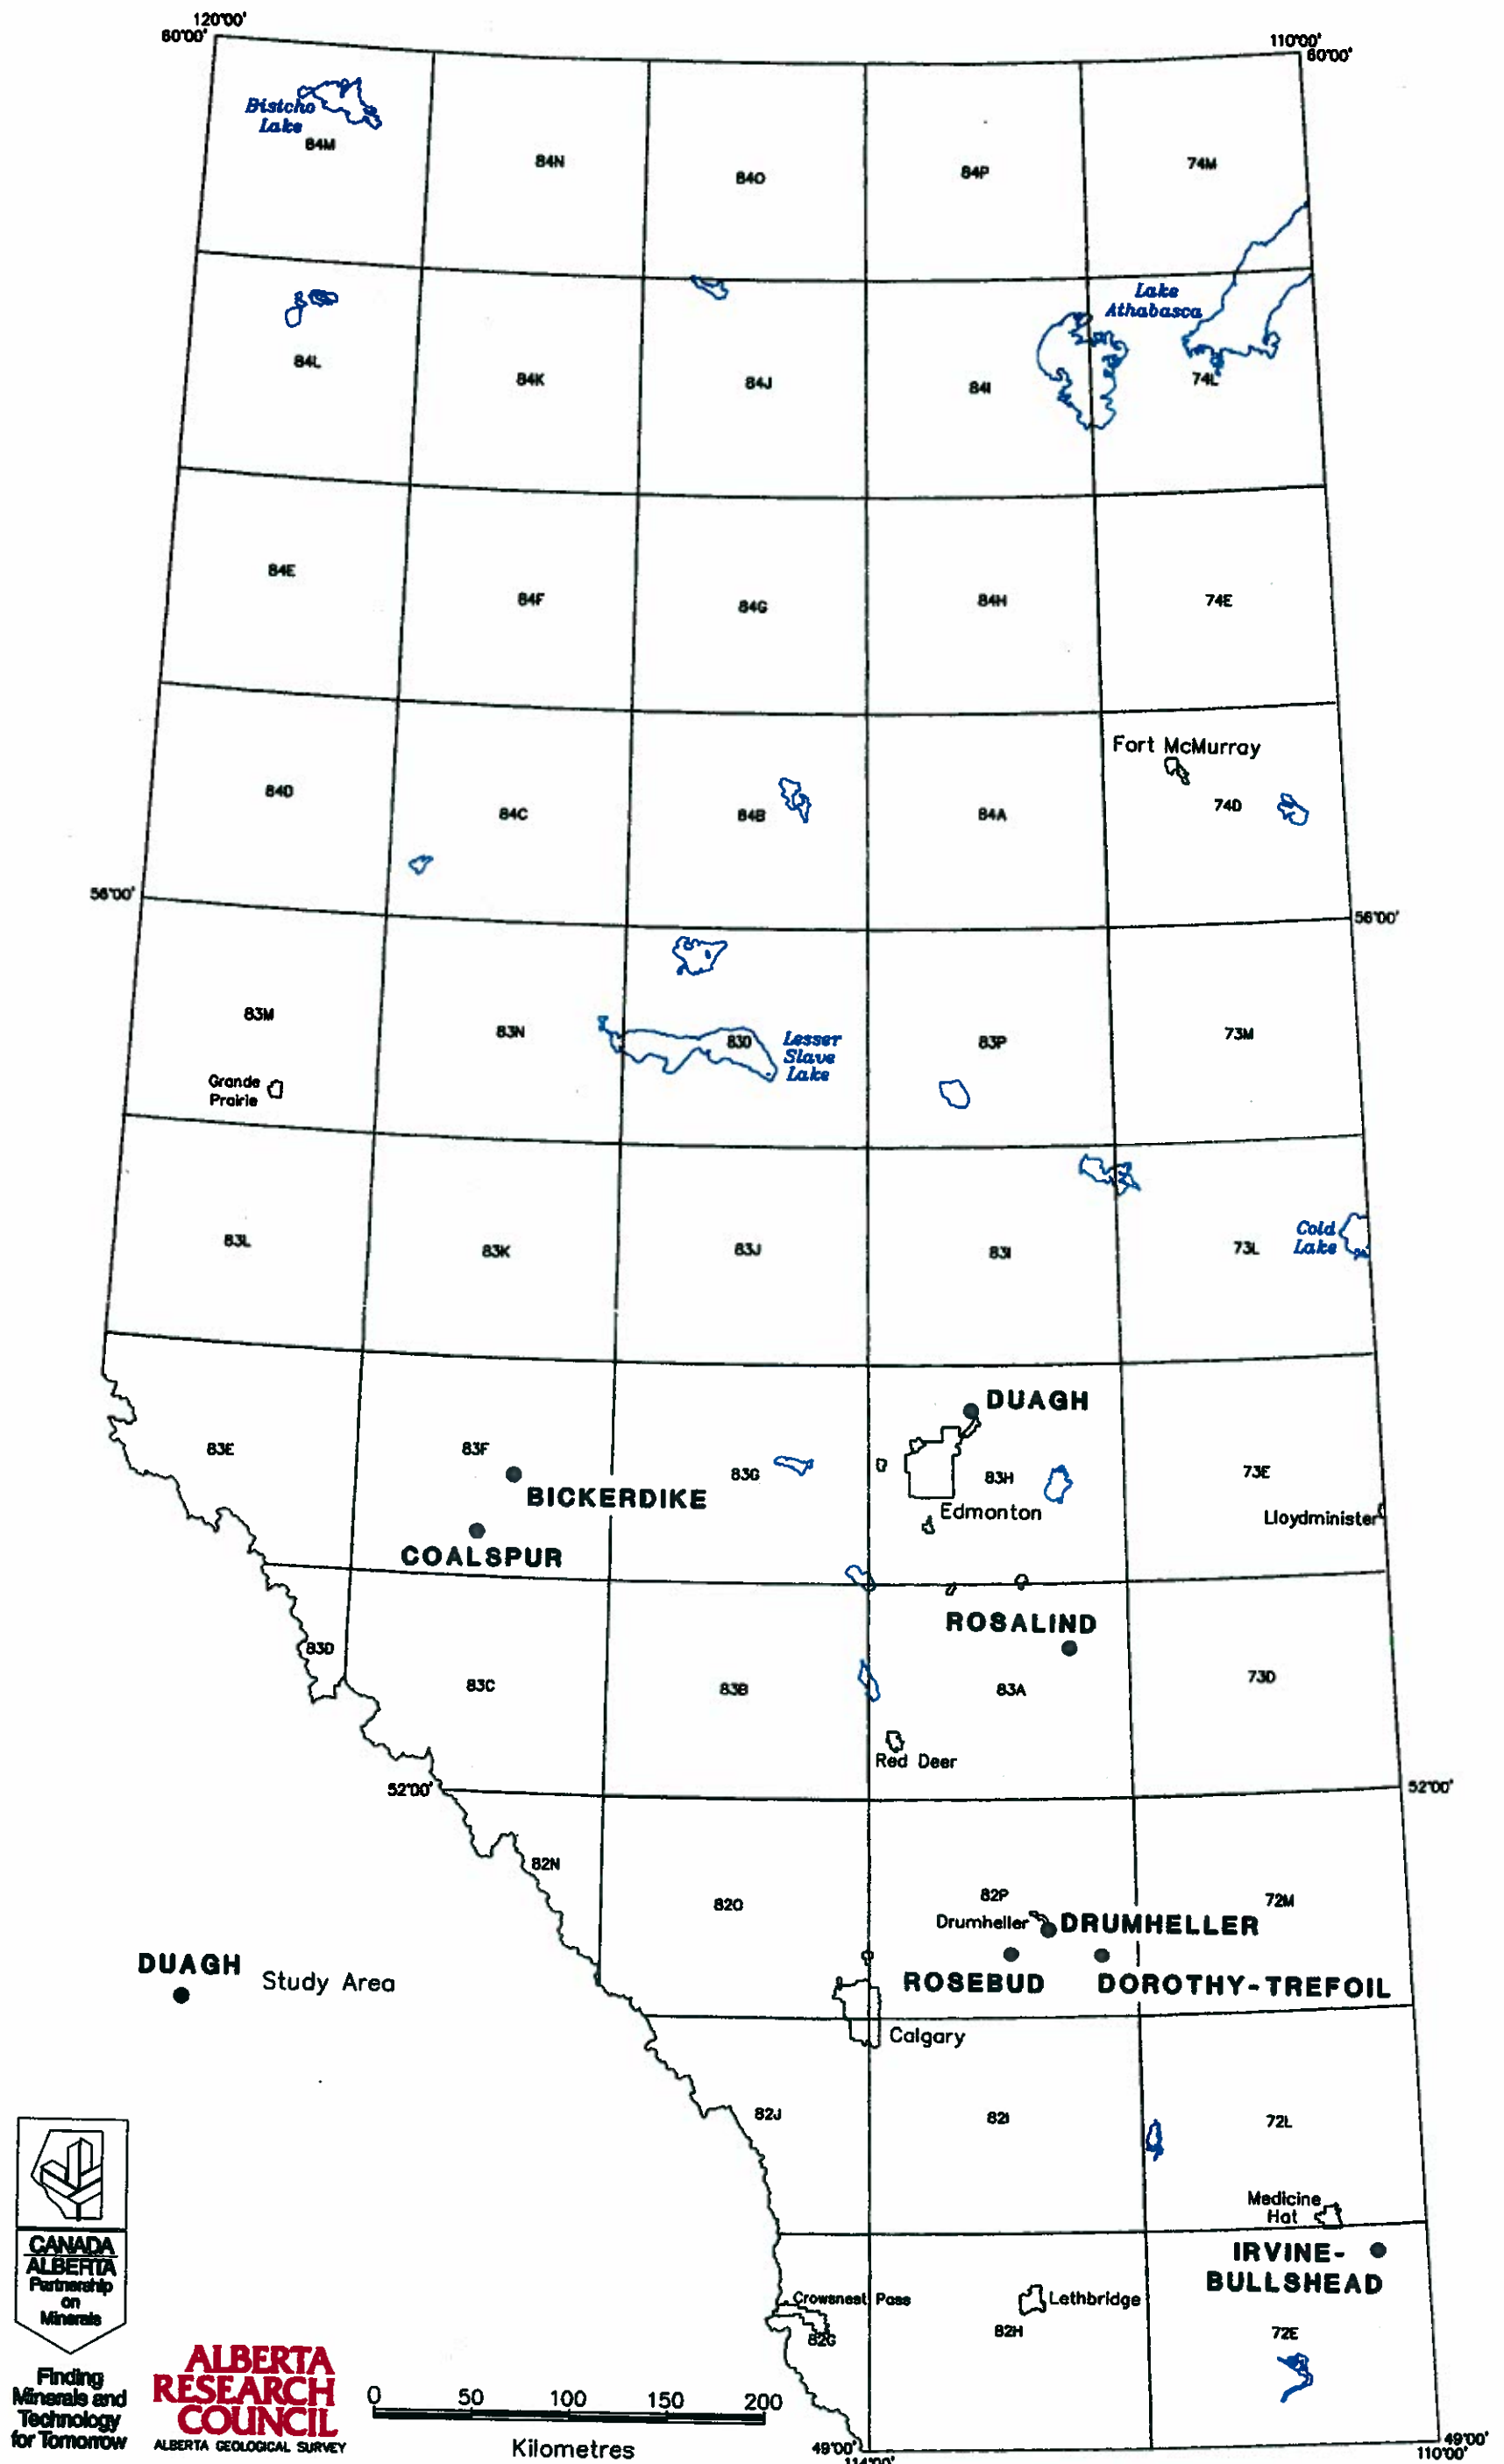 120°00'
110°00'
60°00'
60°00'
Bistcho
Lake
84M
84N
84O
84P
74M
Lake
Athabasca
84L
84K
84J
84I
74L
84E
84F
84G
84H
74E
Fort McMurray
84D
84C
84B
84A
74D
56°00'
56°00'
83M
83N
83O
Lesser
Slave
Lake
83P
73M
Grande
Prairie
83L
83K
83J
83I
73L
Cold
Lake
DUAGH
83E
83F
83G
83H
73E
BICKERDIKE
Edmonton
Lloydminister
COALSPUR
ROSALIND
83D
83C
83B
83A
73D
Red Deer
52°00'
52°00'
82N
82O
82P
72M
Drumheller
DRUMHELLER
ROSEBUD
DOROTHY-TREFOIL
DUAGH
Study Area
Calgary
82J
82I
72L
Medicine
Hat
IRVINE-
BULLSHEAD
Crowsnest Pass
Lethbridge
82G
82H
72E
CANADA
ALBERTA
Partnership
on
Minerals
Finding
Minerals and
Technology
for Tomorrow
ALBERTA
RESEARCH
COUNCIL
ALBERTA GEOLOGICAL SURVEY
0 50 100 150 200
Kilometres
49°00'
114°00'
49°00'
110°00'